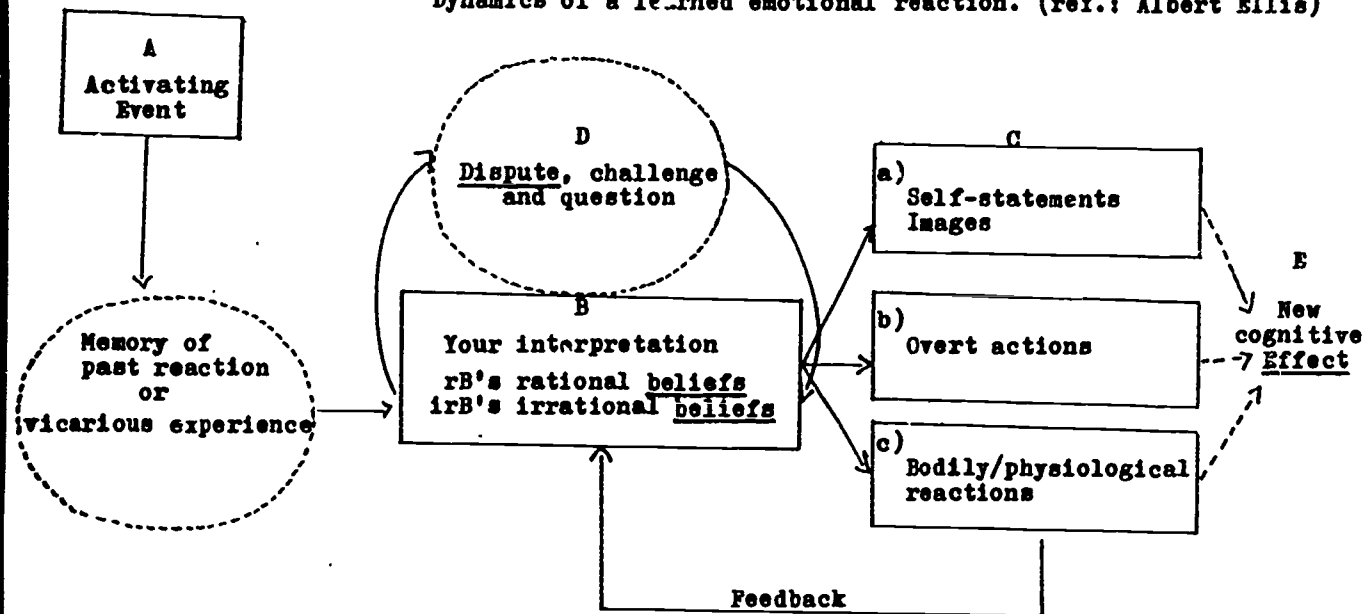 Dynamics of a learned emotional reaction. (ref.: Albert Ellis)
A
Activating
Event
D
Dispute, challenge
and question
C
a)
Self-statements
Images
E
New
cognitive
Effect
B
Your interpretation
rB's rational beliefs
irB's irrational beliefs
b)
Overt actions
Memory of
past reaction
or
vicarious experience
c)
Bodily/physiological
reactions
Feedback